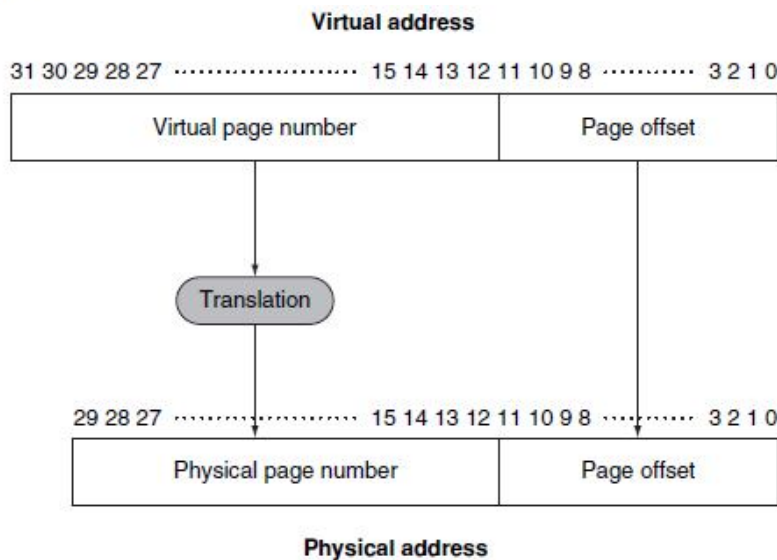 Virtual address
31 30 29 28 27 ........................ 15 14 13 12 11 10 9 8 ............ 3 2 1 0
Virtual page number Page offset
Translation
29 28 27 ........................ 15 14 13 12 11 10 9 8 ............ 3 2 1 0
Physical page number Page offset
Physical address